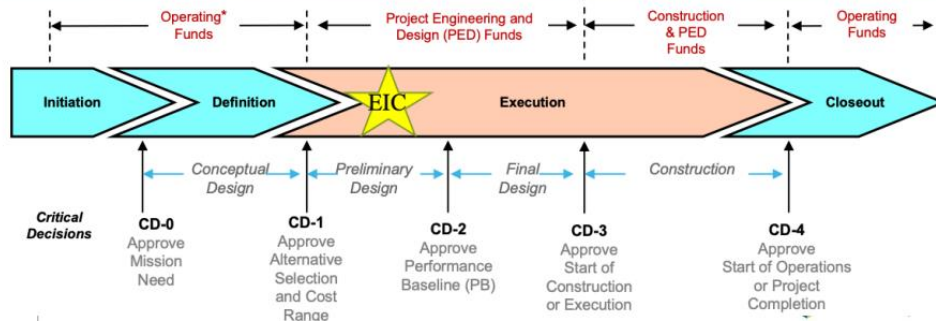 Operating*
Funds
Project Engineering and
Design (PED) Funds
Construction
& PED
Funds
Operating
Funds
Initiation
Definition
EIC
Execution
Closeout
Conceptual
Design
Preliminary
Design
Final
Design
Construction
Critical
Decisions
CD-0
Approve
Mission
Need
CD-1
Approve
Alternative
Selection
and Cost
Range
CD-2
Approve
Performance
Baseline (PB)
CD-3
Approve
Start of
Construction
or Execution
CD-4
Approve
Start of Operations
or Project
Completion